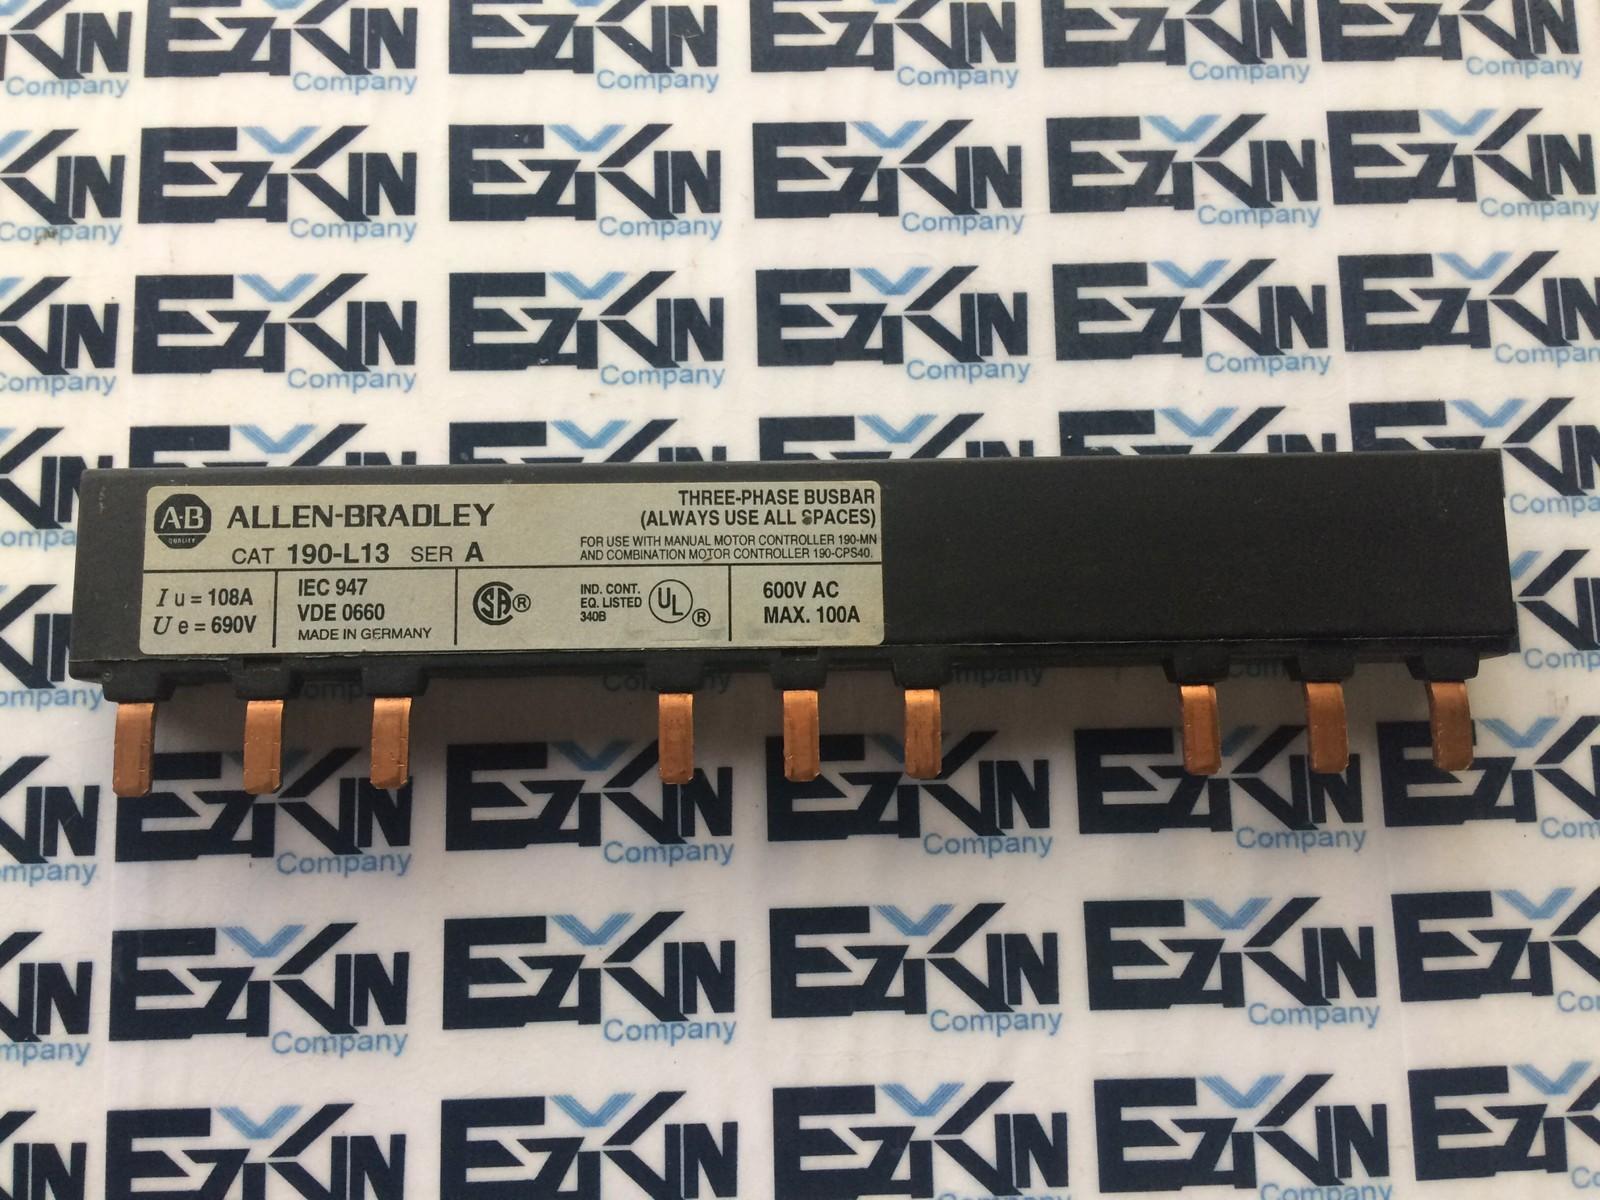 EZKIN Company
A-B
QUALITY
ALLEN-BRADLEY
CAT 190-L13 SER A
THREE-PHASE BUSBAR
(ALWAYS USE ALL SPACES)
FOR USE WITH MANUAL MOTOR CONTROLLER 190-MN
AND COMBINATION MOTOR CONTROLLER 190-CPS40.
I u = 108A
U e = 690V
IEC 947
VDE 0660
MADE IN GERMANY
SA ®
IND. CONT.
EQ. LISTED
340B
UL ®
600V AC
MAX. 100A